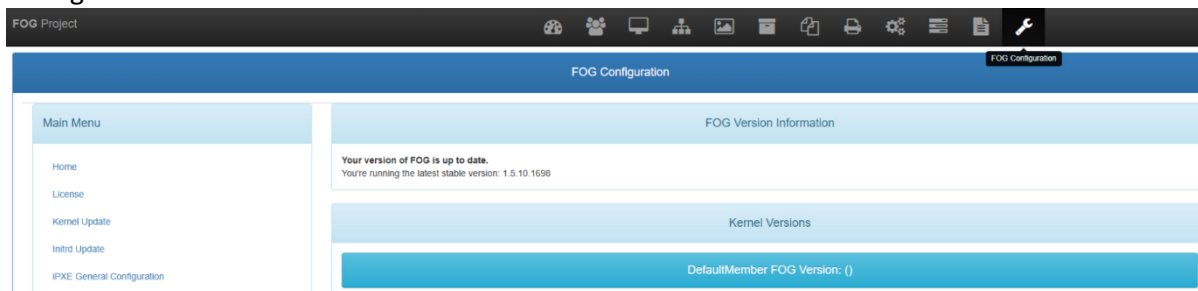 FOG Project
FOG Configuration
FOG Configuration
Main Menu
Home
License
Kernel Update
Initrd Update
iPXE General Configuration
FOG Version Information
Your version of FOG is up to date.
You're running the latest stable version: 1.5.10.1698
Kernel Versions
DefaultMember FOG Version: ()